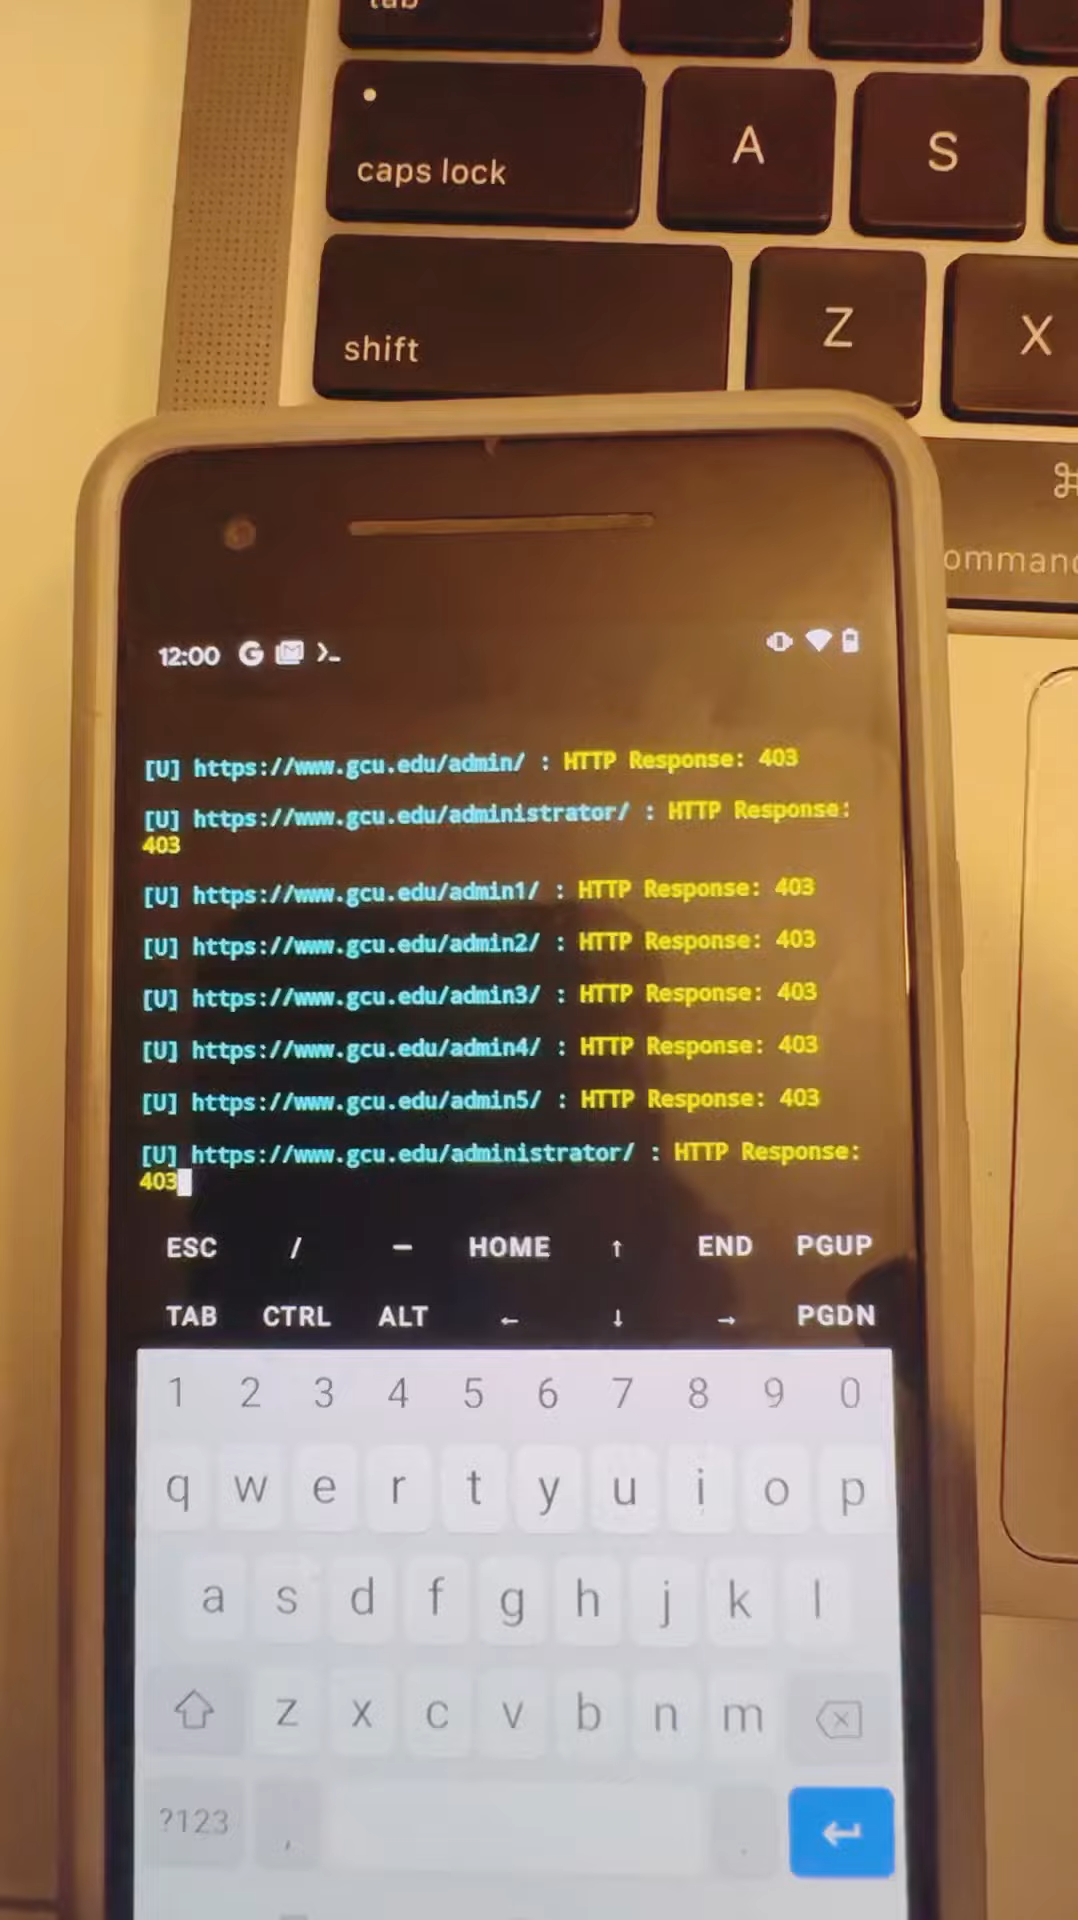 tab
caps lock
A
S
shift
Z
X
⌘
command
12:00 G >_
[U] https://www.gcu.edu/admin/ : HTTP Response: 403
[U] https://www.gcu.edu/administrator/ : HTTP Response:
403
[U] https://www.gcu.edu/admin1/ : HTTP Response: 403
[U] https://www.gcu.edu/admin2/ : HTTP Response: 403
[U] https://www.gcu.edu/admin3/ : HTTP Response: 403
[U] https://www.gcu.edu/admin4/ : HTTP Response: 403
[U] https://www.gcu.edu/admin5/ : HTTP Response: 403
[U] https://www.gcu.edu/administrator/ : HTTP Response:
403
ESC / — HOME ↑ END PGUP
TAB CTRL ALT ← ↓ → PGDN
1 2 3 4 5 6 7 8 9 0
q w e r t y u i o p
a s d f g h j k l
z x c v b n m
?123 , .